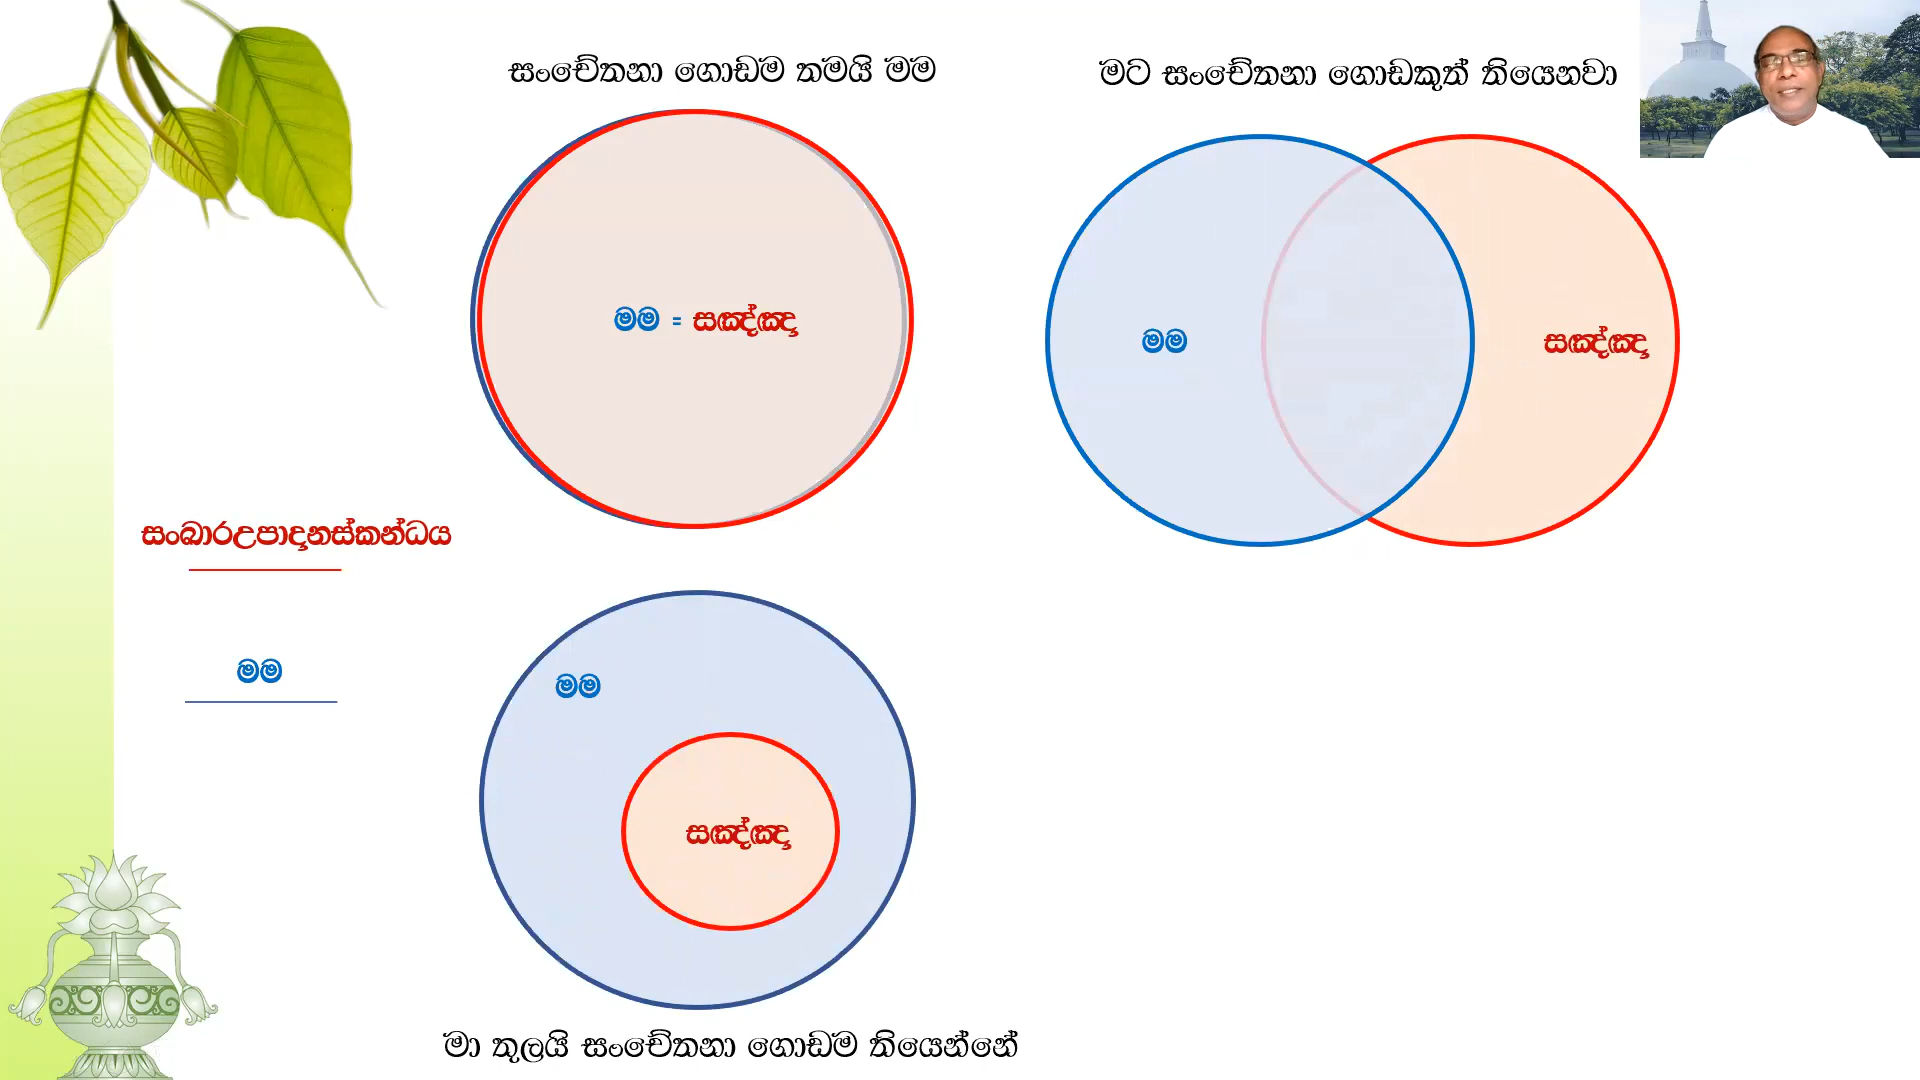 සංචේතනා ගොඩම තමයි මම
මට සංචේතනා ගොඩකුත් තියෙනවා
මම = සඤ්ඤා
මම
සඤ්ඤා
සංඛාරඋපාදානස්කන්ධය
මම
මම
සඤ්ඤා
මා තුලයි සංචේතනා ගොඩම තියෙන්නේ